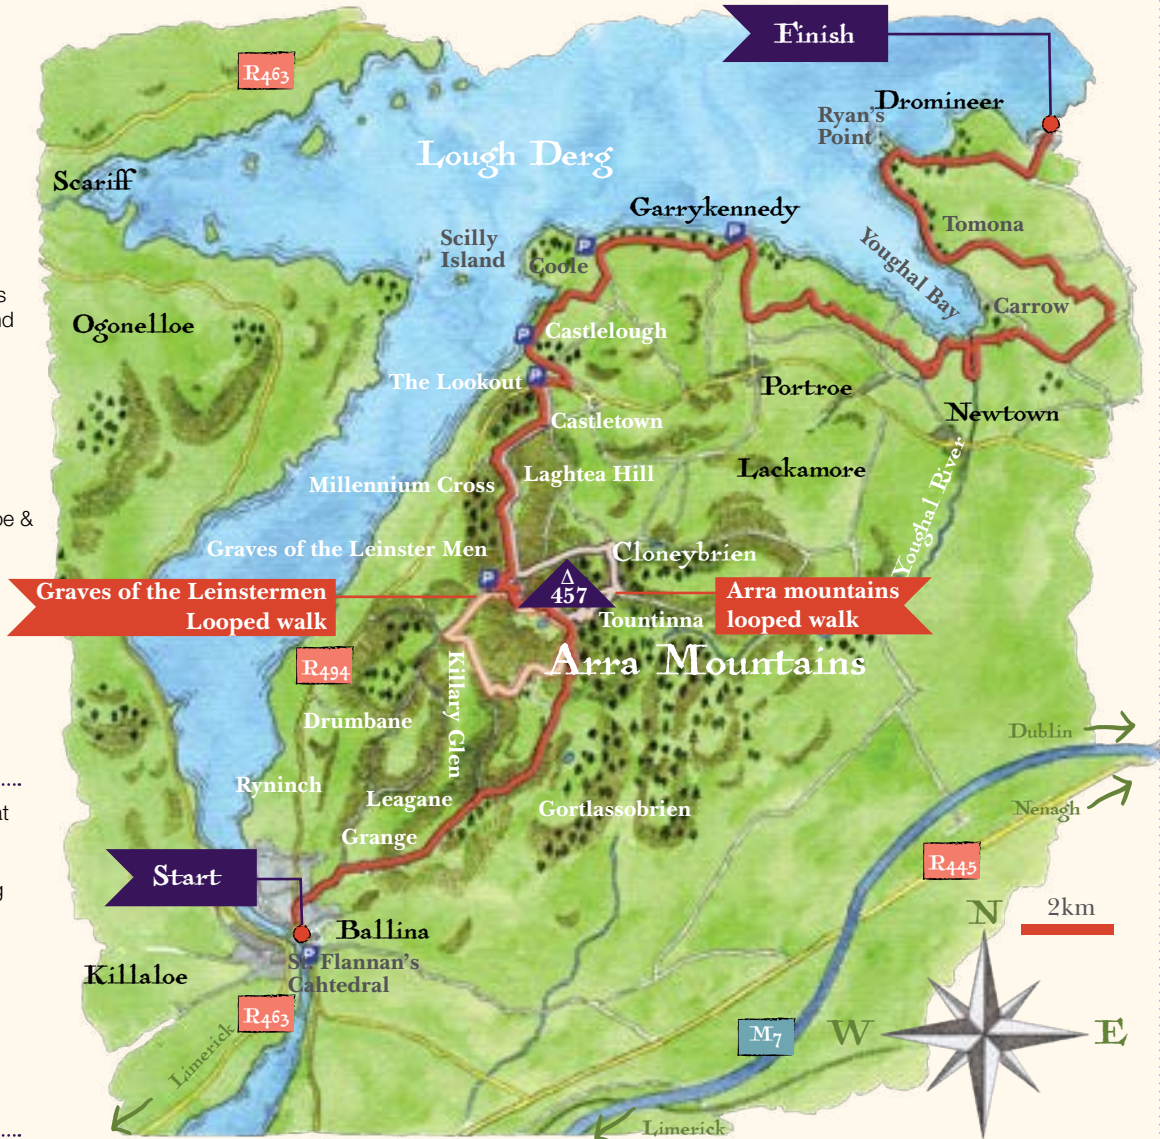 Finish
R463
Dromineer
Ryan's
Point
Lough Derg
Scariff
Garrykennedy
P
P
Tomona
Scilly
Island
Coole
Youghal Bay
Carrow
Ogonelloe
P
Castlelough
The Lookout
P
Portroe
Castletown
Newtown
Laghtea Hill
Lackamore
Millennium Cross
Youghal River
Graves of the Leinster Men
Cloneybrien
P
Δ
457
Graves of the Leinstermen
Looped walk
Arra mountains
looped walk
Tountinna
Arra Mountains
R494
Killary Glen
Drumbane
Dublin
Ryninch
Leagane
Gortlassobrien
Nenagh
Grange
R445
Start
N
2km
Ballina
P
St. Flannan's
Cahtedral
Killaloe
R463
M7
W
E
Limerick
Limerick